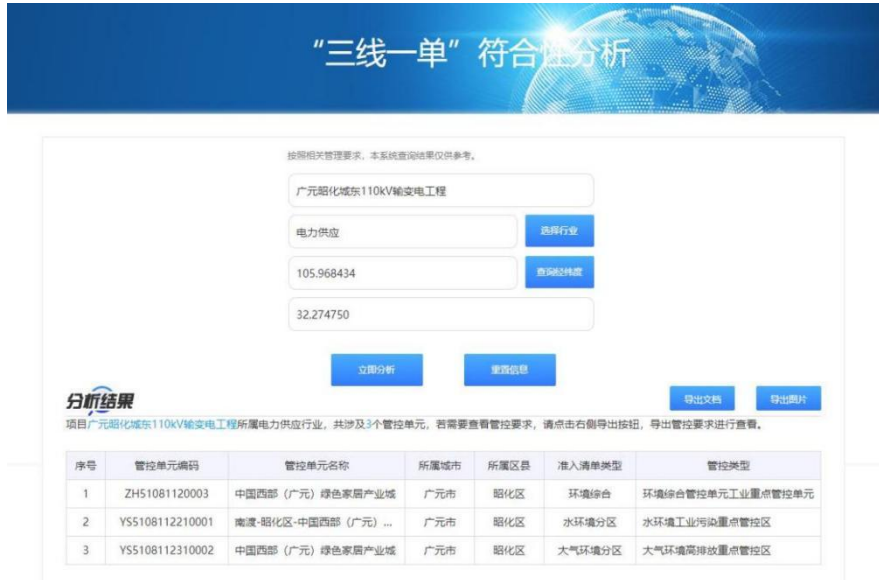 “三线一单”符合性分析
按照相关管理要求，本系统查询结果仅供参考。
广元昭化城东110kV输变电工程
电力供应
选择行业
105.968434
查询经纬度
32.274750
立即分析
重置信息
分析结果
导出文档
导出图片
项目广元昭化城东110kV输变电工程所属电力供应行业，共涉及3个管控单元，若需要查看管控要求，请点击右侧导出按钮，导出管控要求进行查看。
序号 管控单元编码 管控单元名称 所属城市 所属区县 准入清单类型 管控类型
1 ZH51081120003 中国西部（广元）绿色家居产业城 广元市 昭化区 环境综合 环境综合管控单元工业重点管控单元
2 YS5108112210001 南渡-昭化区-中国西部（广元）... 广元市 昭化区 水环境分区 水环境工业污染重点管控区
3 YS5108112310002 中国西部（广元）绿色家居产业城 广元市 昭化区 大气环境分区 大气环境高排放重点管控区